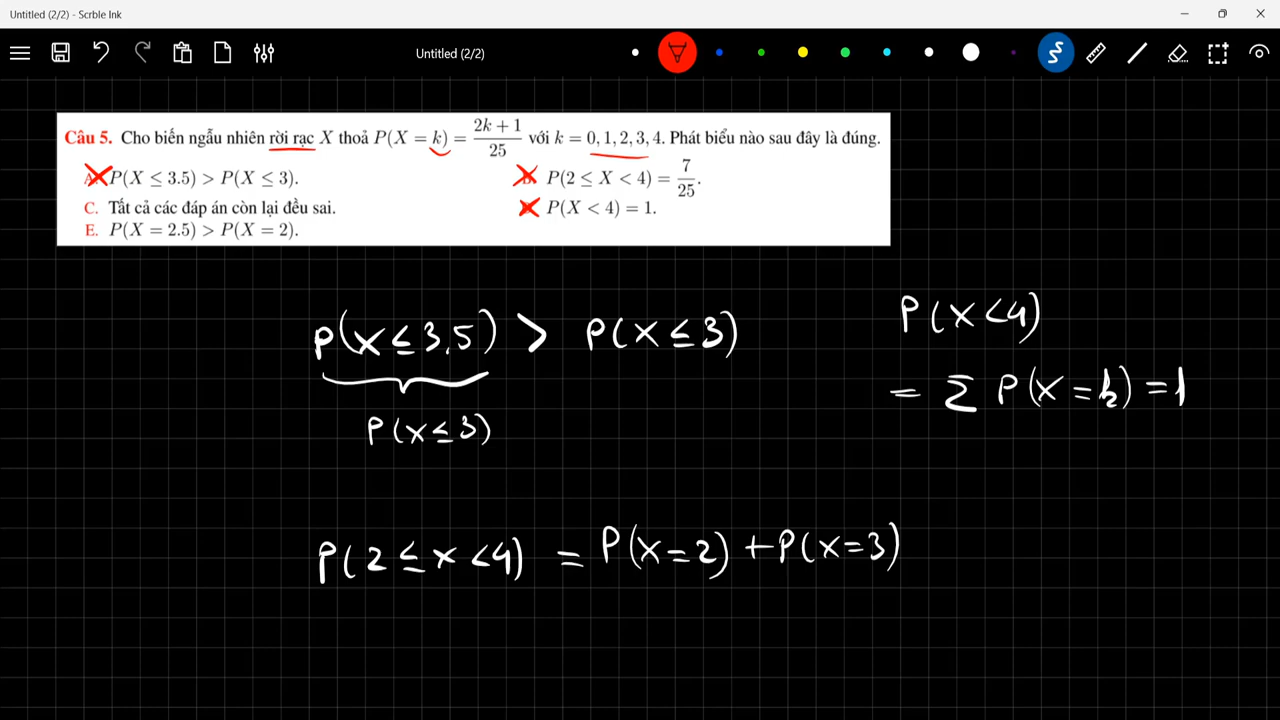 Untitled (2/2) - Scrble Ink
Untitled (2/2)
Câu 5. Cho biến ngẫu nhiên rời rạc X thoả P(X = k) = \frac{2k + 1}{25} với k = 0, 1, 2, 3, 4. Phát biểu nào sau đây là đúng.
A. P(X ≤ 3.5) > P(X ≤ 3).
P(2 ≤ X < 4) = \frac{7}{25}.
C. Tất cả các đáp án còn lại đều sai.
P(X < 4) = 1.
E. P(X = 2.5) > P(X = 2).
P(X ≤ 3,5) > P(X ≤ 3)
P(X ≤ 3)
P(X < 4)
= Σ P(X = k) = 1
P(2 ≤ X < 4) = P(X = 2) + P(X = 3)